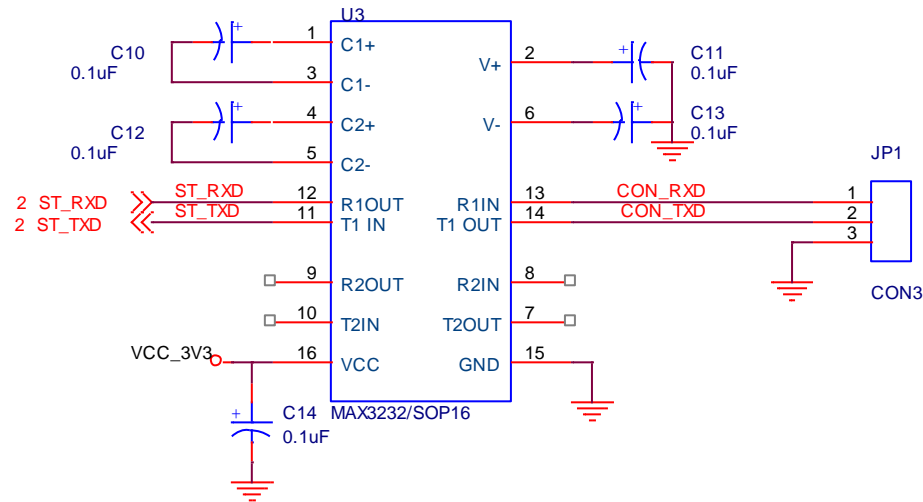 U3
C10
0.1uF
+
1
C1+
3
C1-
C12
0.1uF
+
4
C2+
5
C2-
2
V+
+
C11
0.1uF
6
V-
+
C13
0.1uF
2 ST_RXD
ST_RXD
12
R1OUT
2 ST_TXD
ST_TXD
11
T1 IN
13
R1IN
CON_RXD
14
T1 OUT
CON_TXD
JP1
1
2
3
CON3
9
R2OUT
8
R2IN
10
T2IN
7
T2OUT
VCC_3V3
16
VCC
15
GND
+
C14
0.1uF
MAX3232/SOP16